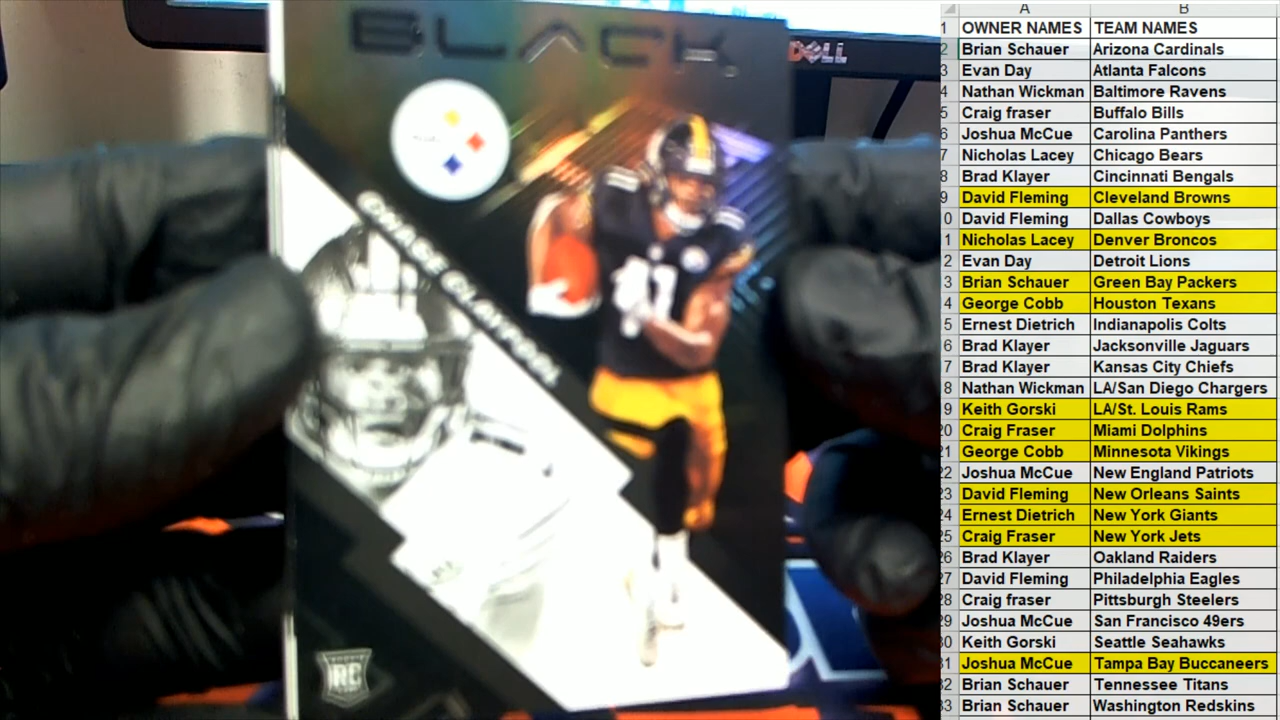 BLACK
DELL
CHASE CLAYPOOL
11
RC
A B
1 OWNER NAMES TEAM NAMES
2 Brian Schauer Arizona Cardinals
3 Evan Day Atlanta Falcons
4 Nathan Wickman Baltimore Ravens
5 Craig fraser Buffalo Bills
6 Joshua McCue Carolina Panthers
7 Nicholas Lacey Chicago Bears
8 Brad Klayer Cincinnati Bengals
9 David Fleming Cleveland Browns
0 David Fleming Dallas Cowboys
1 Nicholas Lacey Denver Broncos
2 Evan Day Detroit Lions
3 Brian Schauer Green Bay Packers
4 George Cobb Houston Texans
5 Ernest Dietrich Indianapolis Colts
6 Brad Klayer Jacksonville Jaguars
7 Brad Klayer Kansas City Chiefs
8 Nathan Wickman LA/San Diego Chargers
9 Keith Gorski LA/St. Louis Rams
20 Craig Fraser Miami Dolphins
21 George Cobb Minnesota Vikings
22 Joshua McCue New England Patriots
23 David Fleming New Orleans Saints
24 Ernest Dietrich New York Giants
25 Craig Fraser New York Jets
26 Brad Klayer Oakland Raiders
27 David Fleming Philadelphia Eagles
28 Craig fraser Pittsburgh Steelers
29 Joshua McCue San Francisco 49ers
30 Keith Gorski Seattle Seahawks
31 Joshua McCue Tampa Bay Buccaneers
32 Brian Schauer Tennessee Titans
33 Brian Schauer Washington Redskins